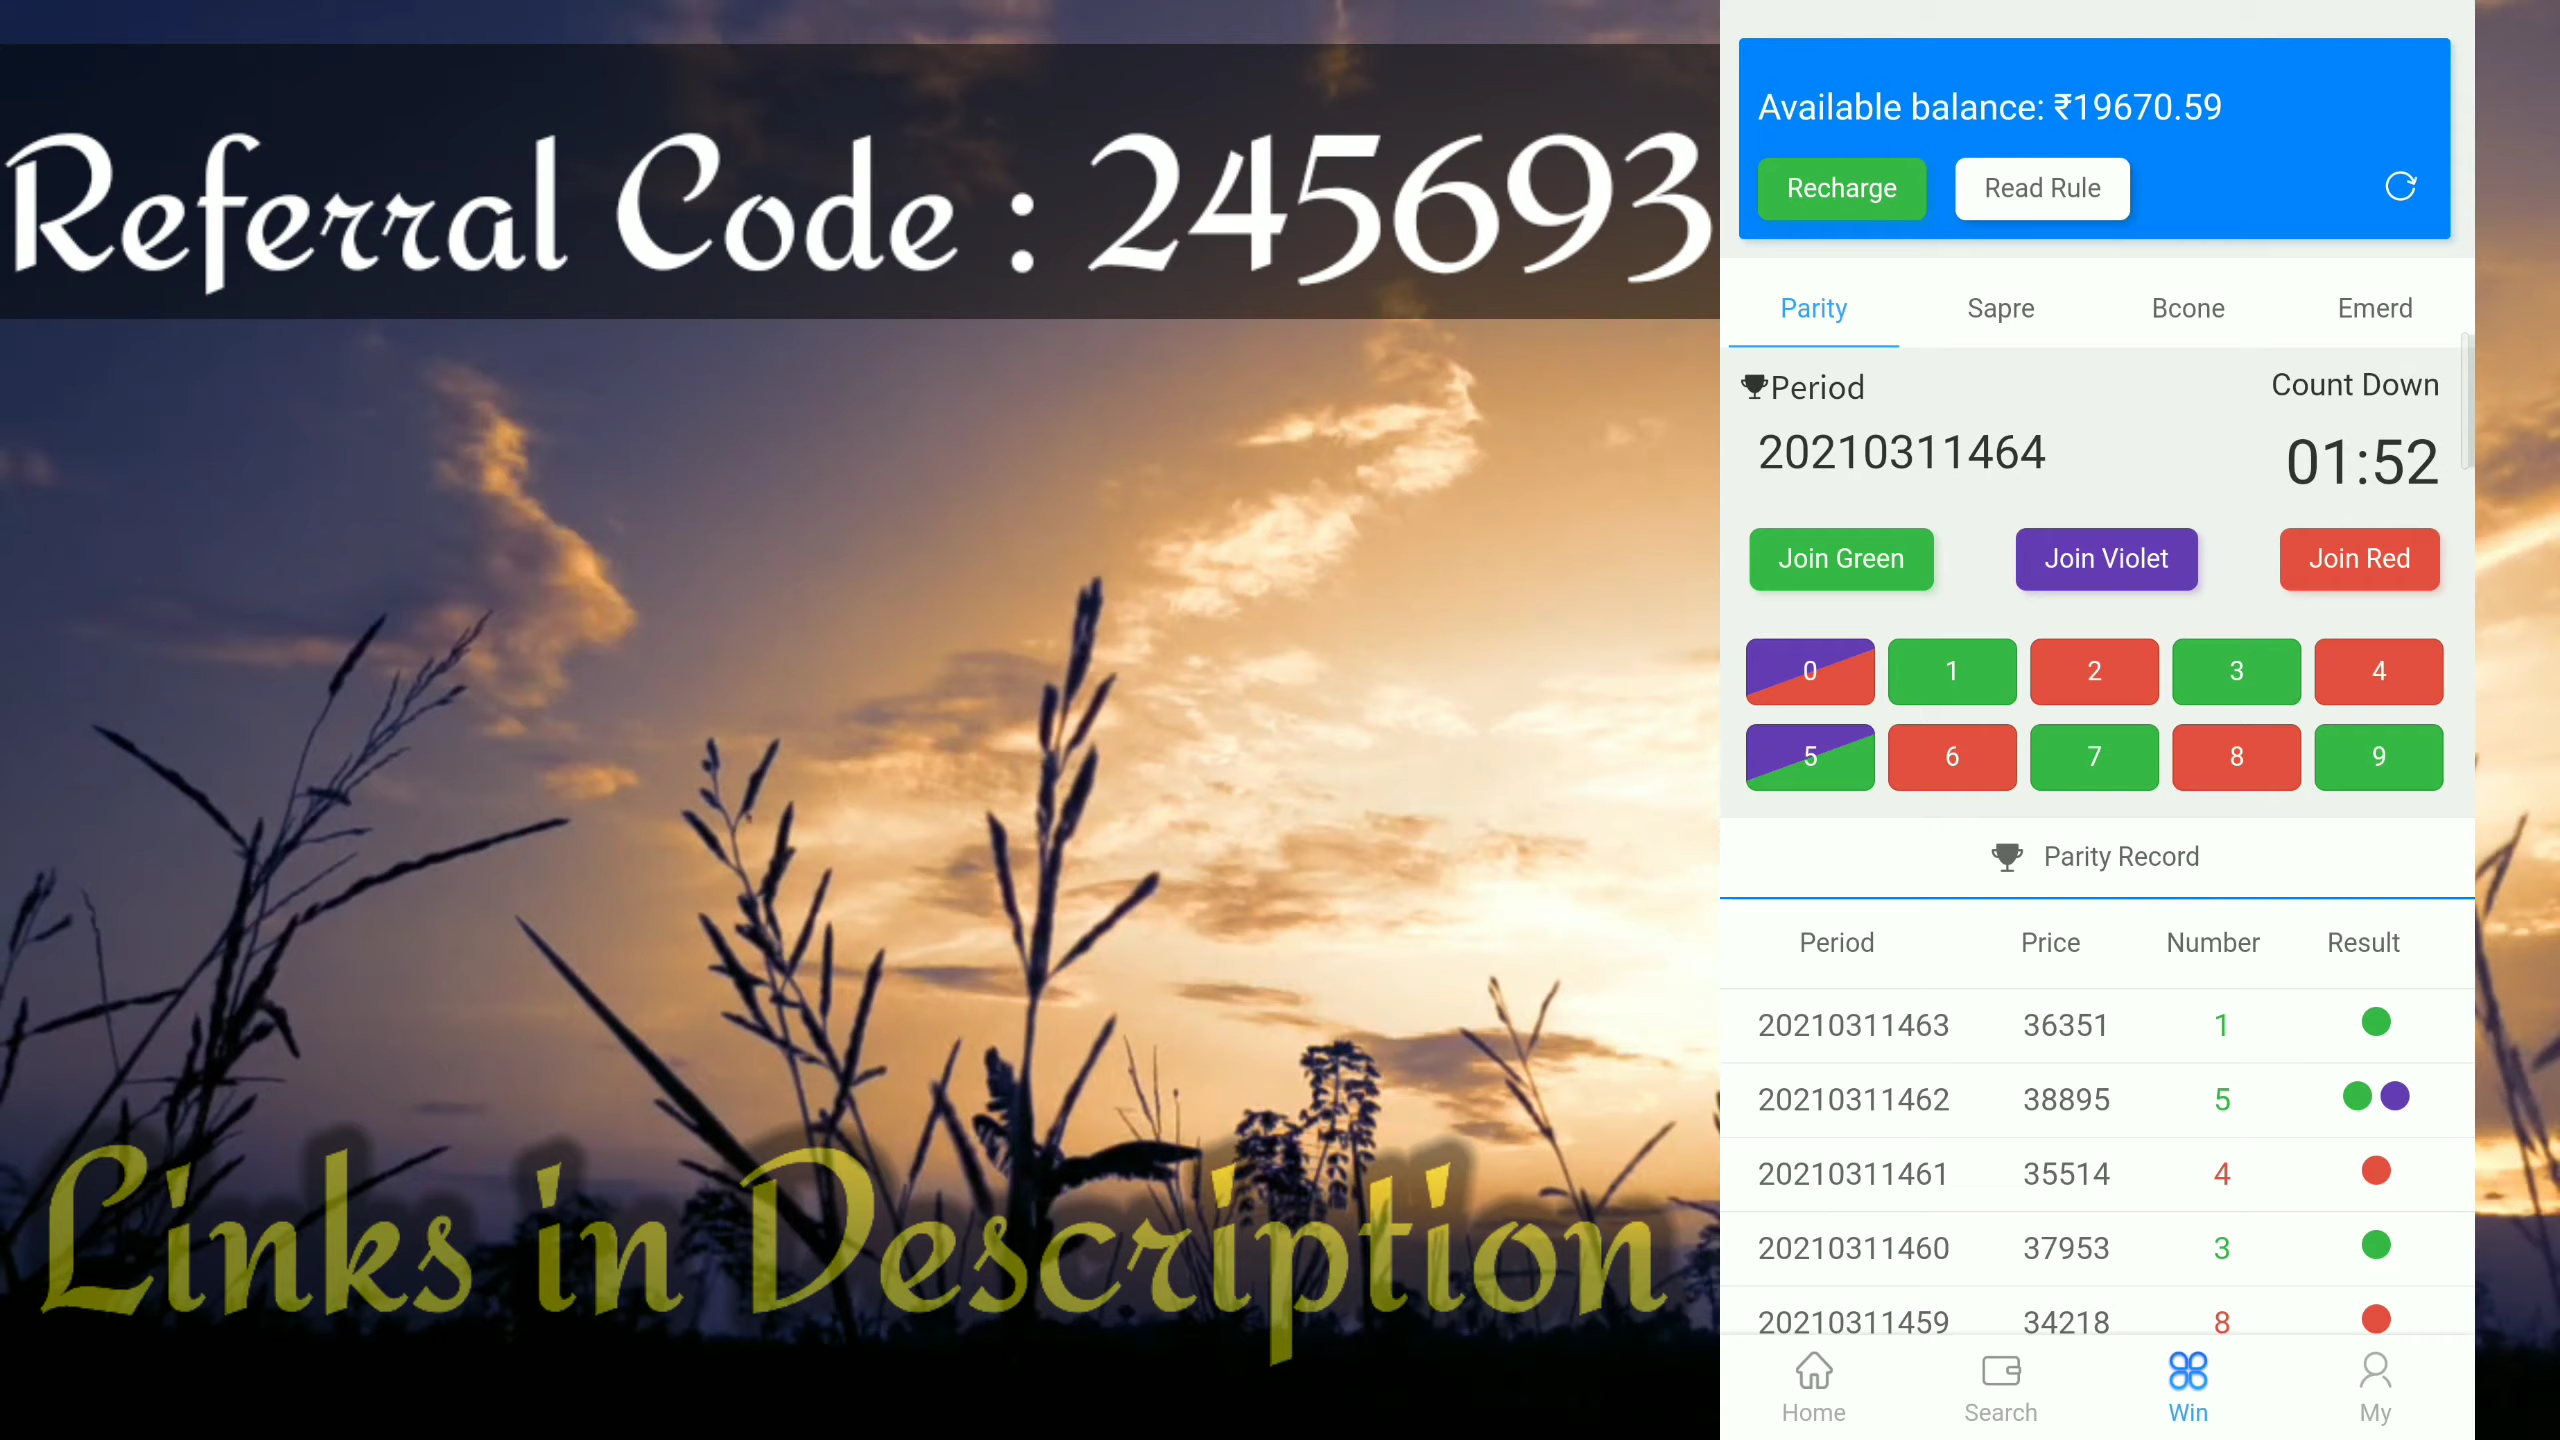 Referral Code : 245693
Links in Description
Available balance: ₹19670.59
Recharge
Read Rule
Parity Sapre Bcone Emerd
Period Count Down
20210311464 01:52
Join Green Join Violet Join Red
0 1 2 3 4
5 6 7 8 9
Parity Record
Period Price Number Result
20210311463 36351 1
20210311462 38895 5
20210311461 35514 4
20210311460 37953 3
20210311459 34218 8
Home Search Win My